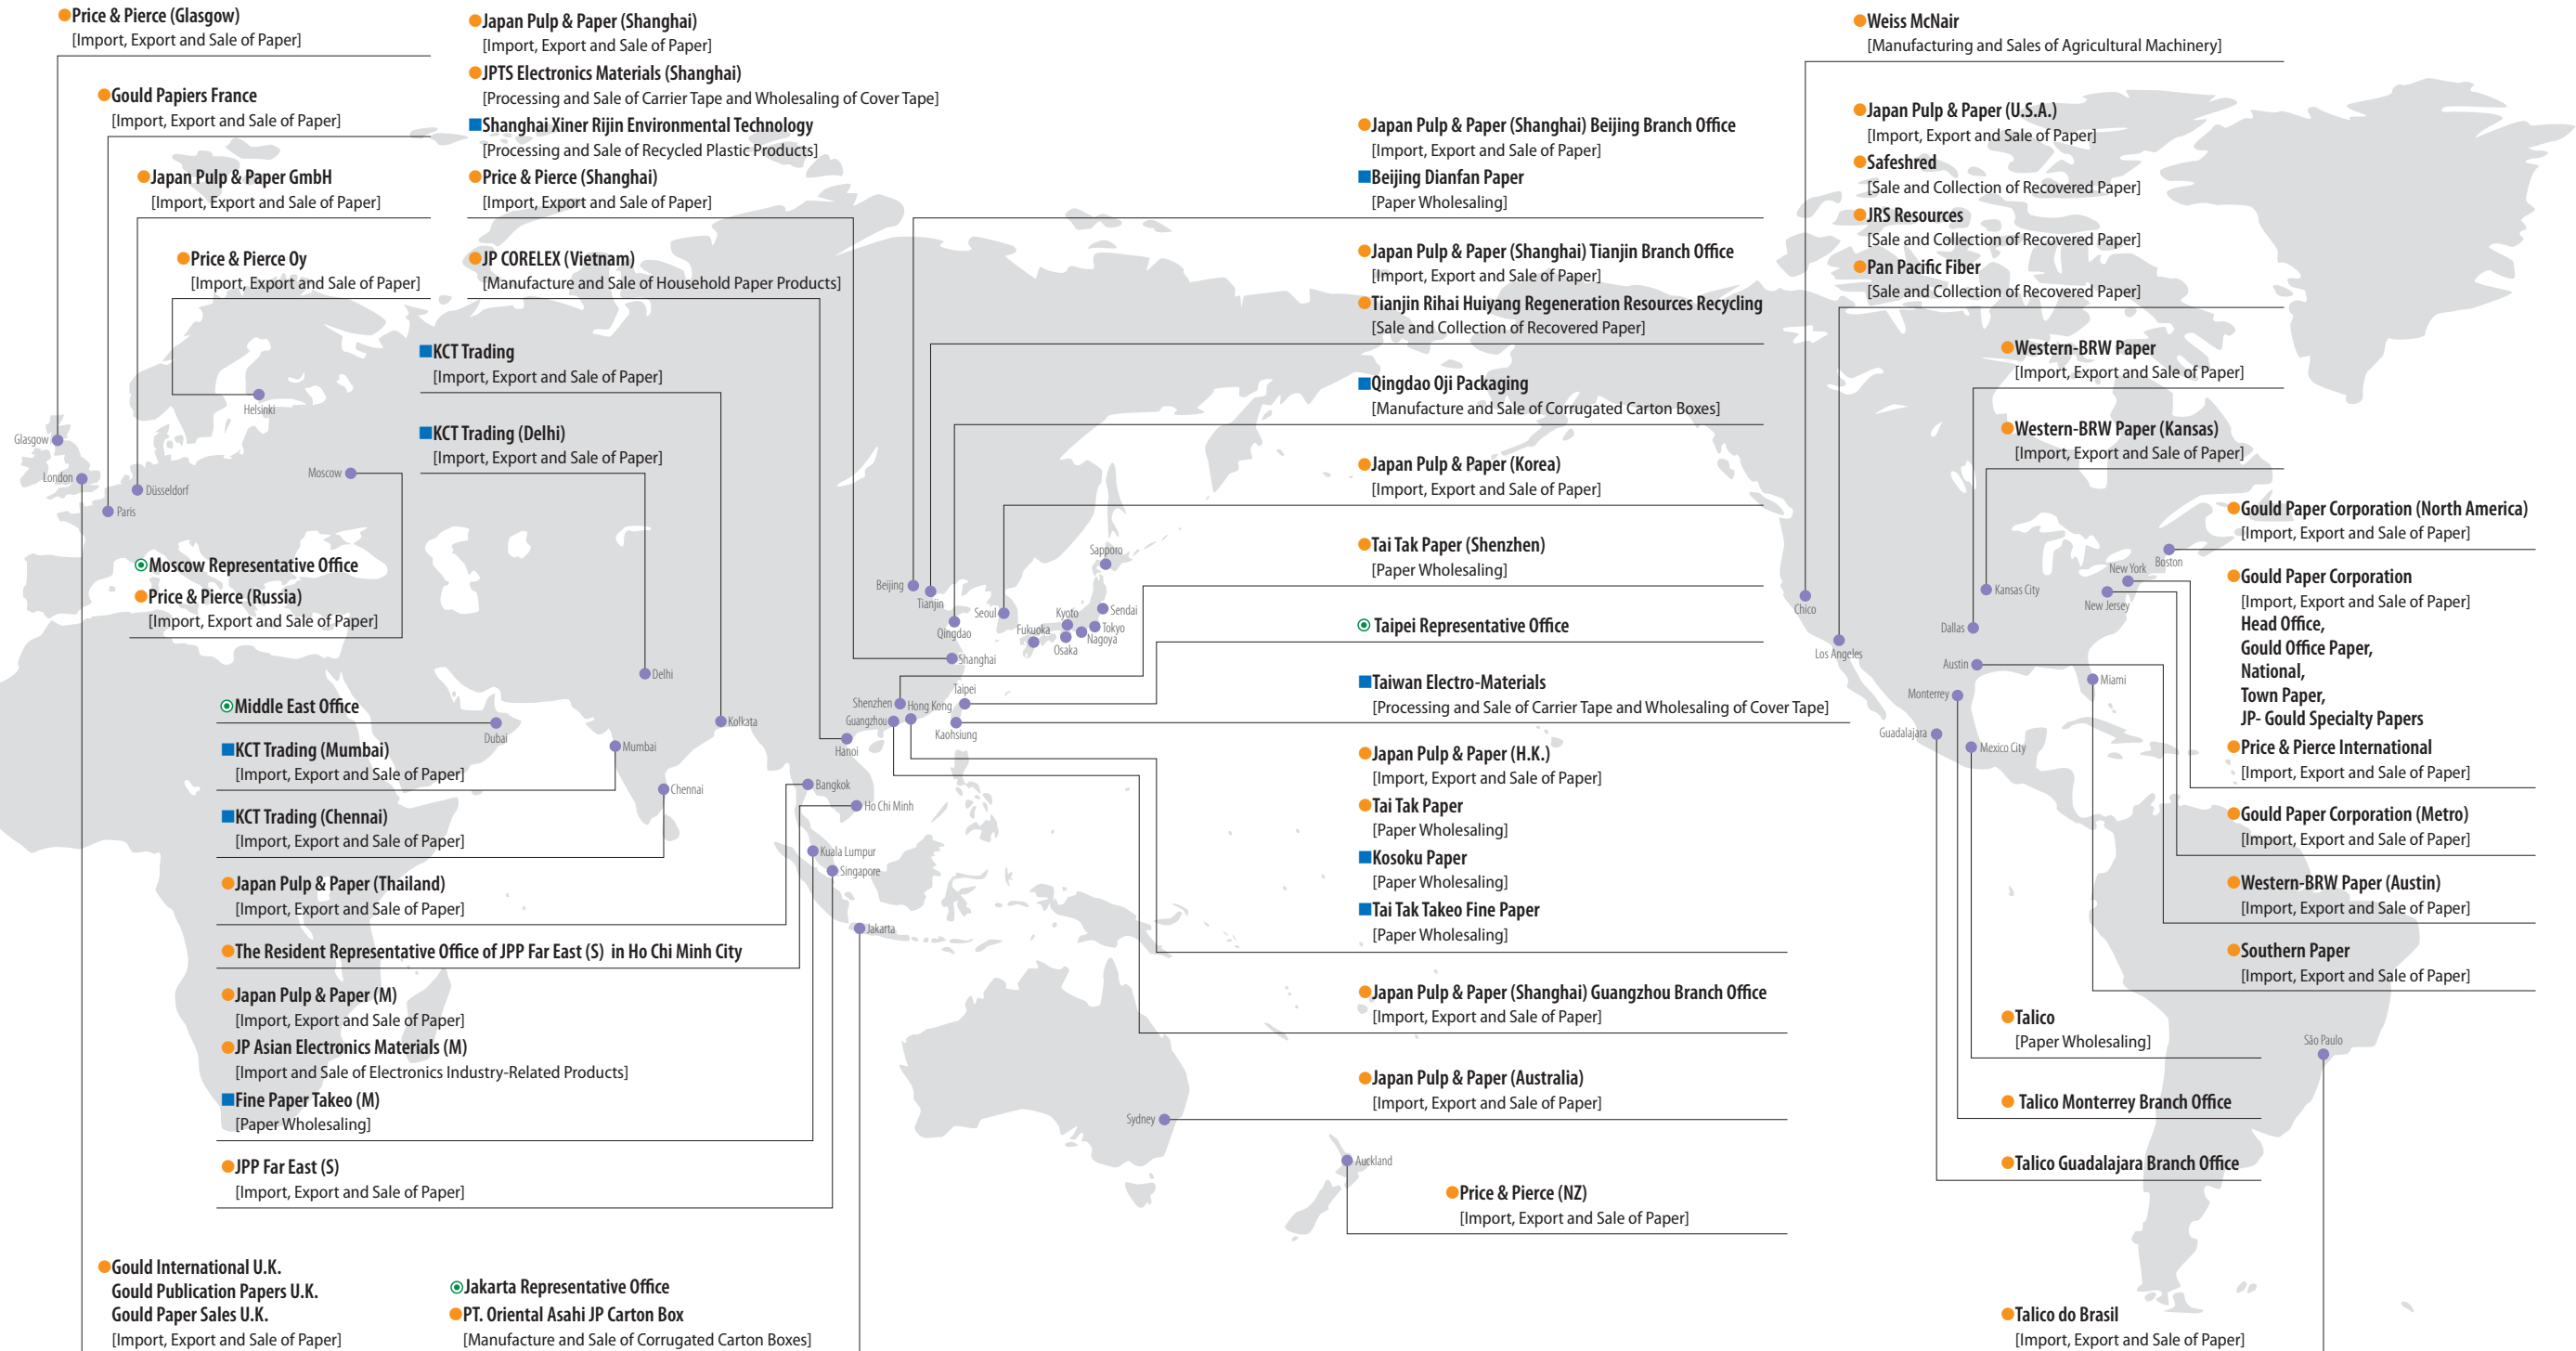 ●Price & Pierce (Glasgow)
[Import, Export and Sale of Paper]
●Gould Papiers France
[Import, Export and Sale of Paper]
●Japan Pulp & Paper GmbH
[Import, Export and Sale of Paper]
●Price & Pierce Oy
[Import, Export and Sale of Paper]
●Japan Pulp & Paper (Shanghai)
[Import, Export and Sale of Paper]
●JPTS Electronics Materials (Shanghai)
[Processing and Sale of Carrier Tape and Wholesaling of Cover Tape]
■Shanghai Xiner Rijin Environmental Technology
[Processing and Sale of Recycled Plastic Products]
●Price & Pierce (Shanghai)
[Import, Export and Sale of Paper]
●JP CORELEX (Vietnam)
[Manufacture and Sale of Household Paper Products]
■KCT Trading
[Import, Export and Sale of Paper]
■KCT Trading (Delhi)
[Import, Export and Sale of Paper]
Helsinki
Glasgow
London
Düsseldorf
Paris
Moscow
◉Moscow Representative Office
●Price & Pierce (Russia)
[Import, Export and Sale of Paper]
Delhi
◉Middle East Office
Dubai
Kolkata
■KCT Trading (Mumbai)
[Import, Export and Sale of Paper]
Mumbai
■KCT Trading (Chennai)
[Import, Export and Sale of Paper]
Chennai
●Japan Pulp & Paper (Thailand)
[Import, Export and Sale of Paper]
●The Resident Representative Office of JPP Far East (S) in Ho Chi Minh City
●Japan Pulp & Paper (M)
[Import, Export and Sale of Paper]
●JP Asian Electronics Materials (M)
[Import and Sale of Electronics Industry-Related Products]
■Fine Paper Takeo (M)
[Paper Wholesaling]
●JPP Far East (S)
[Import, Export and Sale of Paper]
●Gould International U.K.
Gould Publication Papers U.K.
Gould Paper Sales U.K.
[Import, Export and Sale of Paper]
◉Jakarta Representative Office
●PT. Oriental Asahi JP Carton Box
[Manufacture and Sale of Corrugated Carton Boxes]
Beijing
Tianjin
Qingdao
Seoul
Shanghai
Sapporo
Sendai
Kyoto
Tokyo
Fukuoka
Nagoya
Osaka
Taipei
Shenzhen
Hong Kong
Guangzhou
Kaohsiung
Hanoi
Bangkok
Ho Chi Minh
Kuala Lumpur
Singapore
Jakarta
Sydney
Auckland
●Japan Pulp & Paper (Shanghai) Beijing Branch Office
[Import, Export and Sale of Paper]
■Beijing Dianfan Paper
[Paper Wholesaling]
●Japan Pulp & Paper (Shanghai) Tianjin Branch Office
[Import, Export and Sale of Paper]
●Tianjin Rihai Huiyang Regeneration Resources Recycling
[Sale and Collection of Recovered Paper]
■Qingdao Oji Packaging
[Manufacture and Sale of Corrugated Carton Boxes]
●Japan Pulp & Paper (Korea)
[Import, Export and Sale of Paper]
●Tai Tak Paper (Shenzhen)
[Paper Wholesaling]
◉Taipei Representative Office
■Taiwan Electro-Materials
[Processing and Sale of Carrier Tape and Wholesaling of Cover Tape]
●Japan Pulp & Paper (H.K.)
[Import, Export and Sale of Paper]
●Tai Tak Paper
[Paper Wholesaling]
■Kosoku Paper
[Paper Wholesaling]
■Tai Tak Takeo Fine Paper
[Paper Wholesaling]
●Japan Pulp & Paper (Shanghai) Guangzhou Branch Office
[Import, Export and Sale of Paper]
●Japan Pulp & Paper (Australia)
[Import, Export and Sale of Paper]
●Price & Pierce (NZ)
[Import, Export and Sale of Paper]
●Weiss McNair
[Manufacturing and Sales of Agricultural Machinery]
●Japan Pulp & Paper (U.S.A.)
[Import, Export and Sale of Paper]
●Safeshred
[Sale and Collection of Recovered Paper]
●JRS Resources
[Sale and Collection of Recovered Paper]
●Pan Pacific Fiber
[Sale and Collection of Recovered Paper]
●Western-BRW Paper
[Import, Export and Sale of Paper]
●Western-BRW Paper (Kansas)
[Import, Export and Sale of Paper]
●Gould Paper Corporation (North America)
[Import, Export and Sale of Paper]
Boston
New York
New Jersey
Kansas City
Chico
Dallas
Los Angeles
Austin
Miami
Monterrey
Guadalajara
Mexico City
●Gould Paper Corporation
[Import, Export and Sale of Paper]
Head Office,
Gould Office Paper,
National,
Town Paper,
JP- Gould Specialty Papers
●Price & Pierce International
[Import, Export and Sale of Paper]
●Gould Paper Corporation (Metro)
[Import, Export and Sale of Paper]
●Western-BRW Paper (Austin)
[Import, Export and Sale of Paper]
●Southern Paper
[Import, Export and Sale of Paper]
●Talico
[Paper Wholesaling]
São Paulo
●Talico Monterrey Branch Office
●Talico Guadalajara Branch Office
●Talico do Brasil
[Import, Export and Sale of Paper]